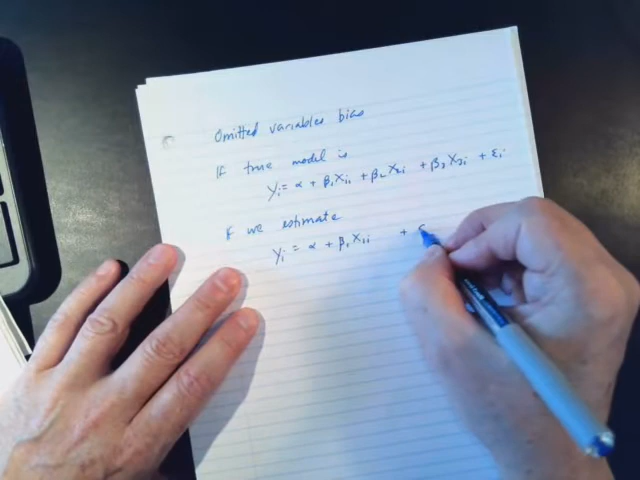 Omitted variables bias
If true model is
yᵢ = α + β₁X₁ᵢ + β₂X₂ᵢ + β₃X₃ᵢ + εᵢ
If we estimate
yᵢ = α + β₁X₁ᵢ + ε